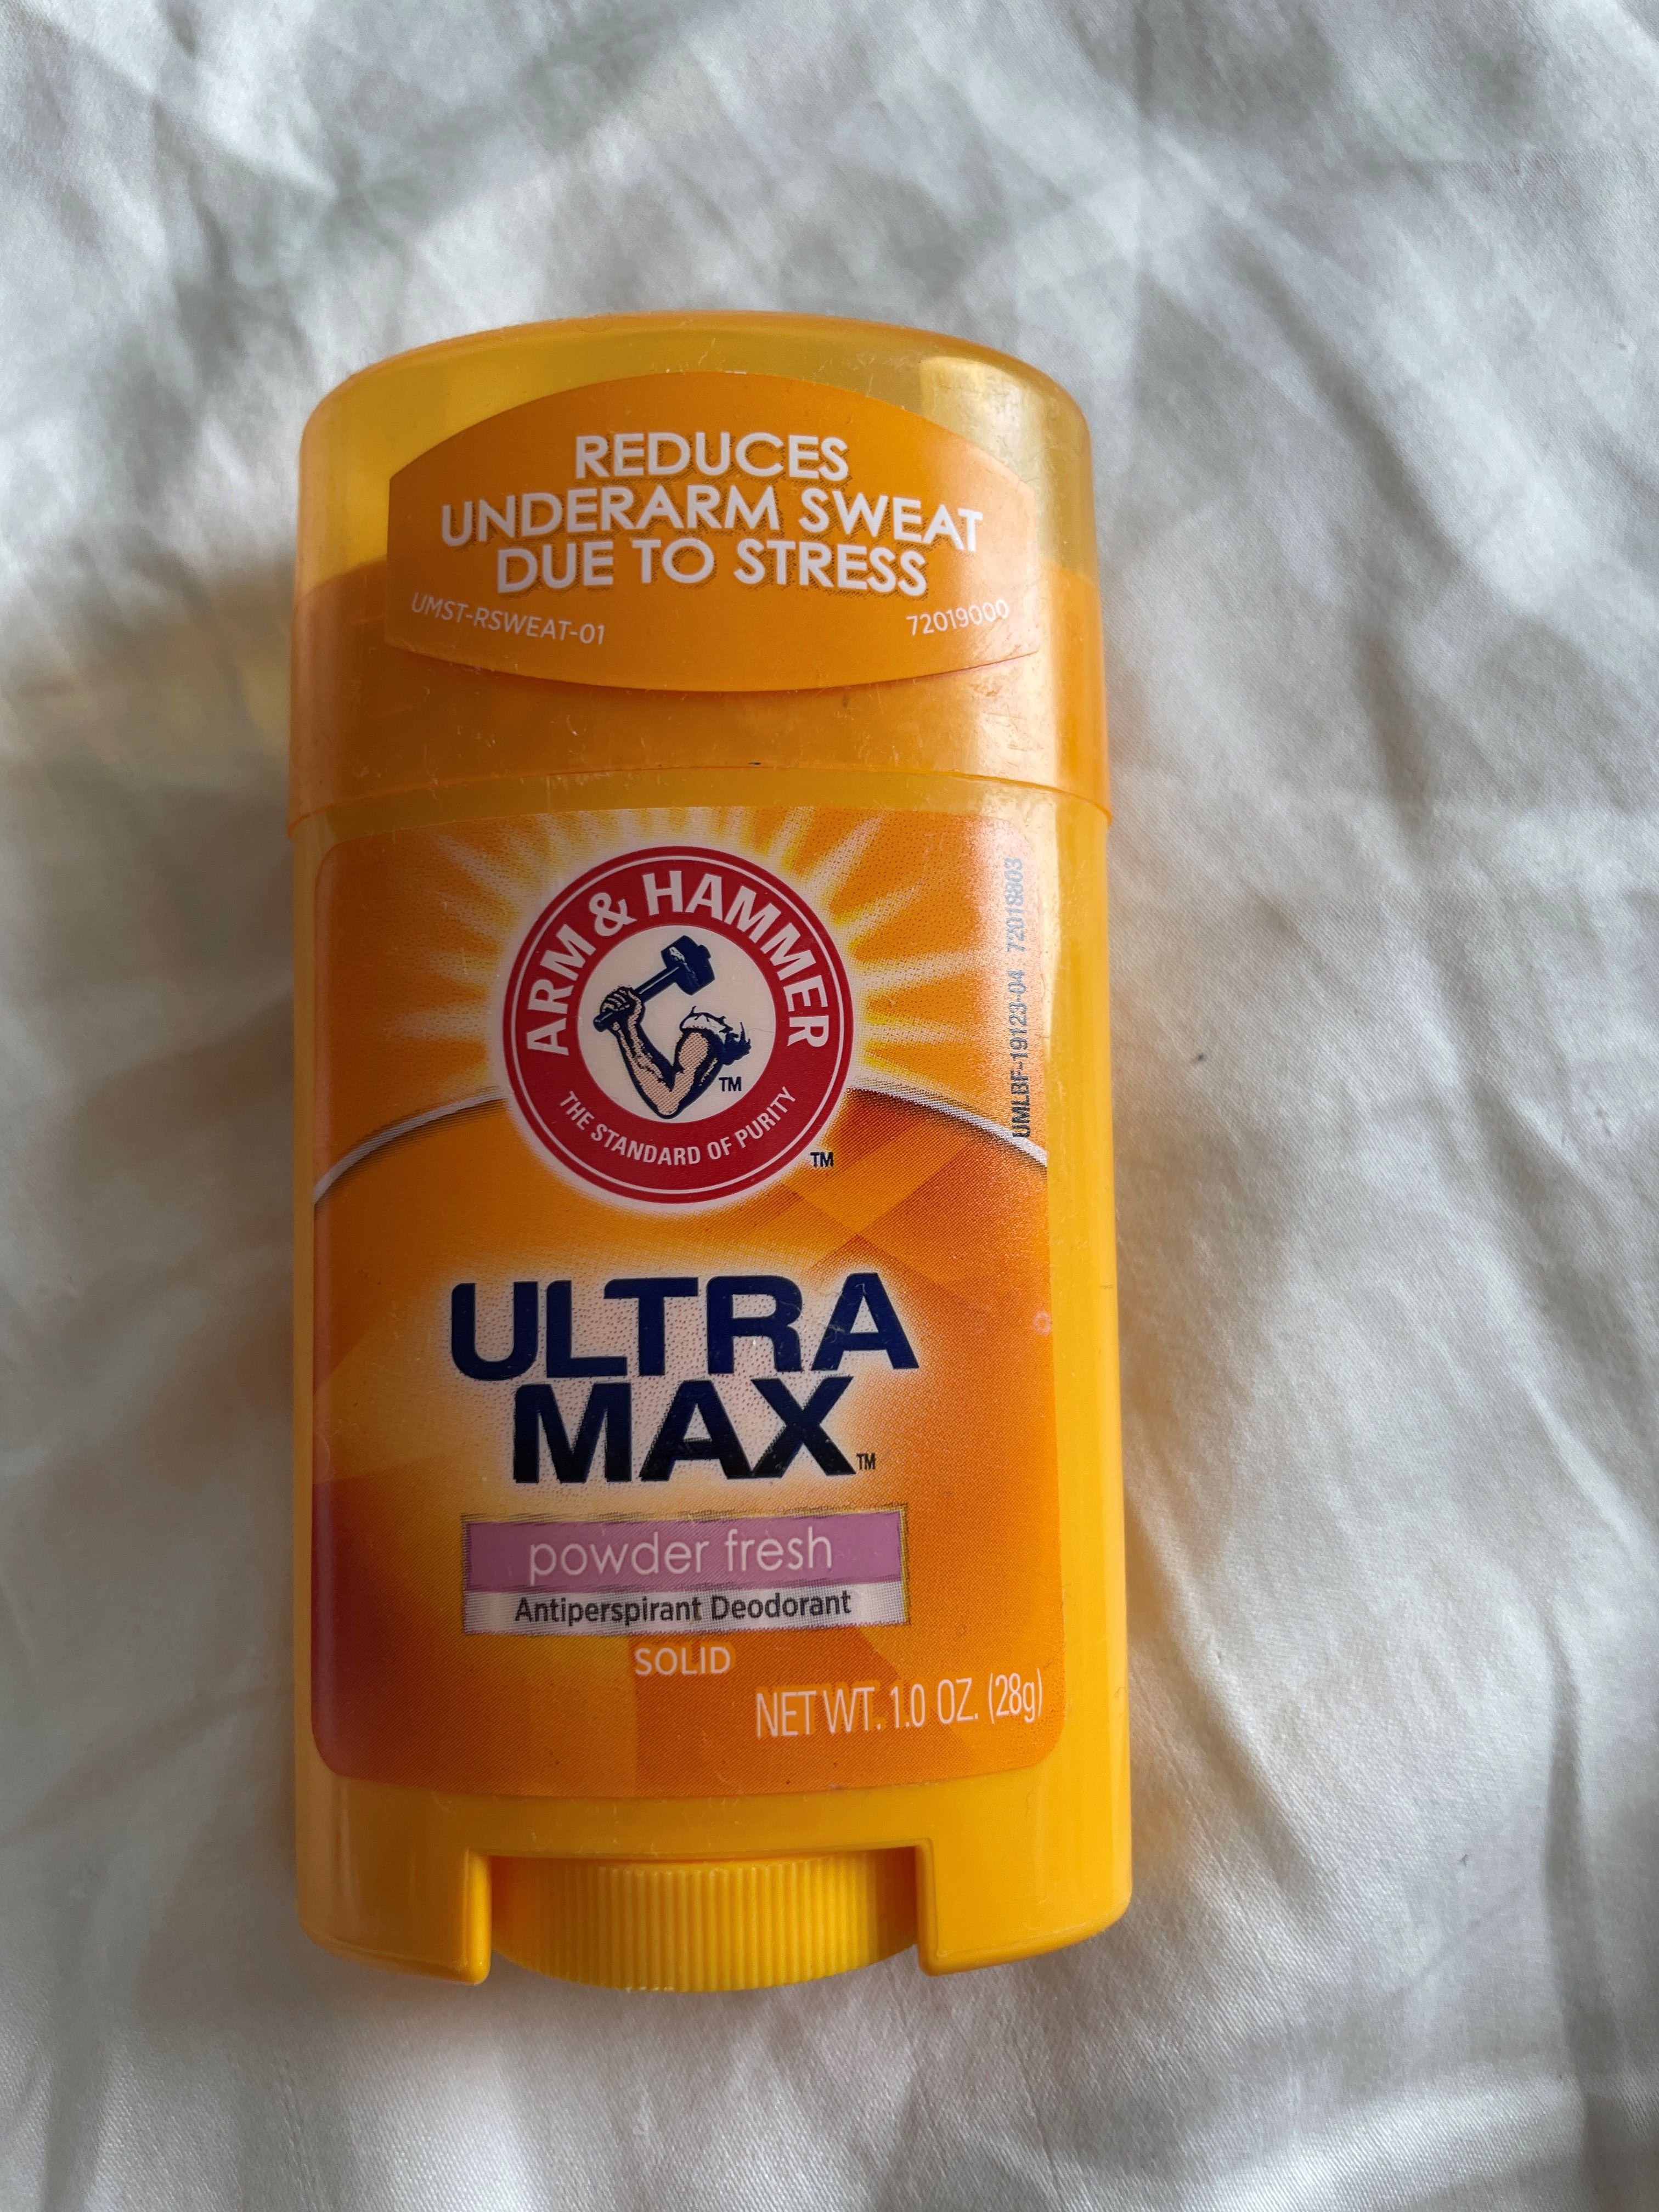 REDUCES
UNDERARM SWEAT
DUE TO STRESS
UMST-RSWEAT-01
72019000
ARM & HAMMER
TM
THE STANDARD OF PURITY
TM
UMLBF-19123-04 72018803
ULTRA
MAX TM
powder fresh
Antiperspirant Deodorant
SOLID
NET WT. 1.0 OZ. (28g)